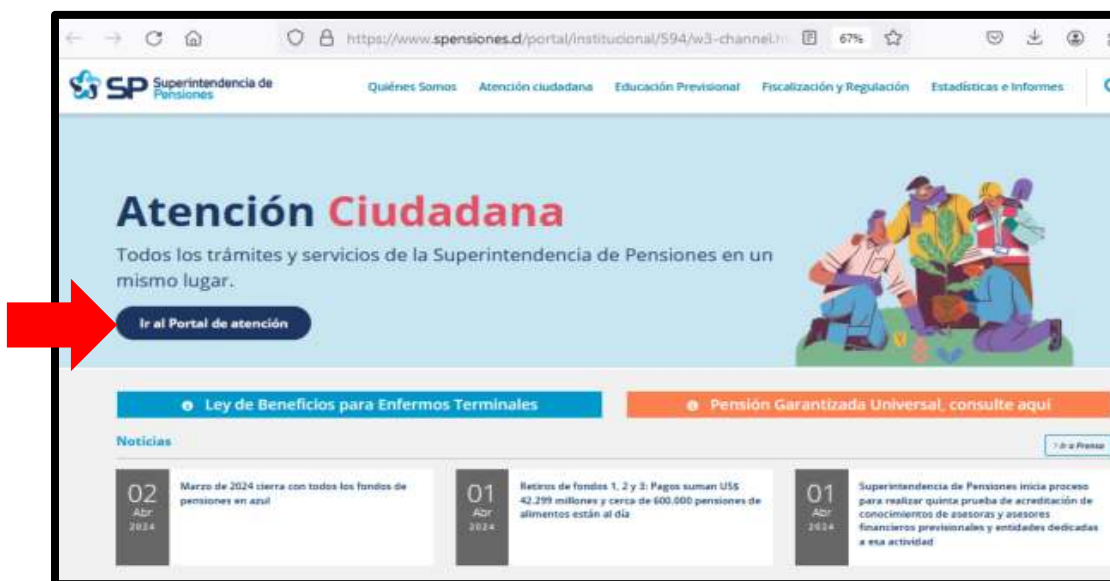 https://www.spensiones.cl/portal/institucional/594/w3-channel.h
67%
SP Superintendencia de
Pensiones
Quiénes Somos Atención ciudadana Educación Previsional Fiscalización y Regulación Estadísticas e Informes
Atención Ciudadana
Todos los trámites y servicios de la Superintendencia de Pensiones en un
mismo lugar.
Ir al Portal de atención
Ley de Beneficios para Enfermos Terminales
Pensión Garantizada Universal, consulte aquí
Noticias
Ir a Prensa
02
Abr
2024
Marzo de 2024 cierra con todos los fondos de
pensiones en azul
01
Abr
2024
Retiros de fondos 1, 2 y 3: Pagos suman US$
42.299 millones y cerca de 600.000 pensiones de
alimentos están al día
01
Abr
2024
Superintendencia de Pensiones inicia proceso
para realizar quinta prueba de acreditación de
conocimientos de asesoras y asesores
financieros previsionales y entidades dedicadas
a esa actividad